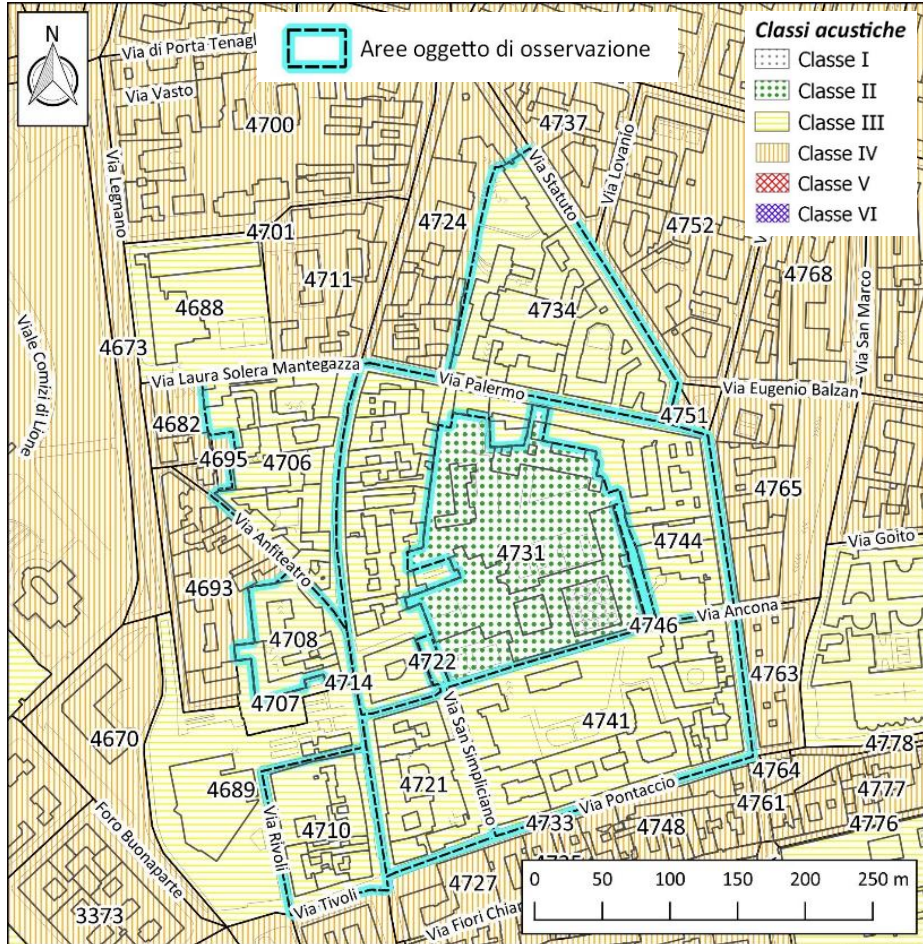 N
Aree oggetto di osservazione
Classi acustiche
Classe I
Classe II
Classe III
Classe IV
Classe V
Classe VI
Via di Porta Tenagl
Via Vasto
4700
4737
Via Lovanio
Via Legnano
Via Statuto
4701
4724
4752
4711
4768
4688
4734
Via San Marco
Viale Comizi di Lione
4673
Via Laura Solera Mantegazza
Via Palermo
Via Eugenio Balzan
4682
4751
4695
4706
4765
Via Anfiteatro
4731
4744
Via Goito
4693
4708
4746
Via Ancona
4722
4714
4707
4763
4670
Via San Simpliciano
4741
4778
4764
4689
4721
Via Pontaccio
4777
4761
Via Rivoli
4710
4733
4748
4776
Foro Buonaparte
4727
Via Tivoli
3373
Via Fiori Chiar
0 50 100 150 200 250 m